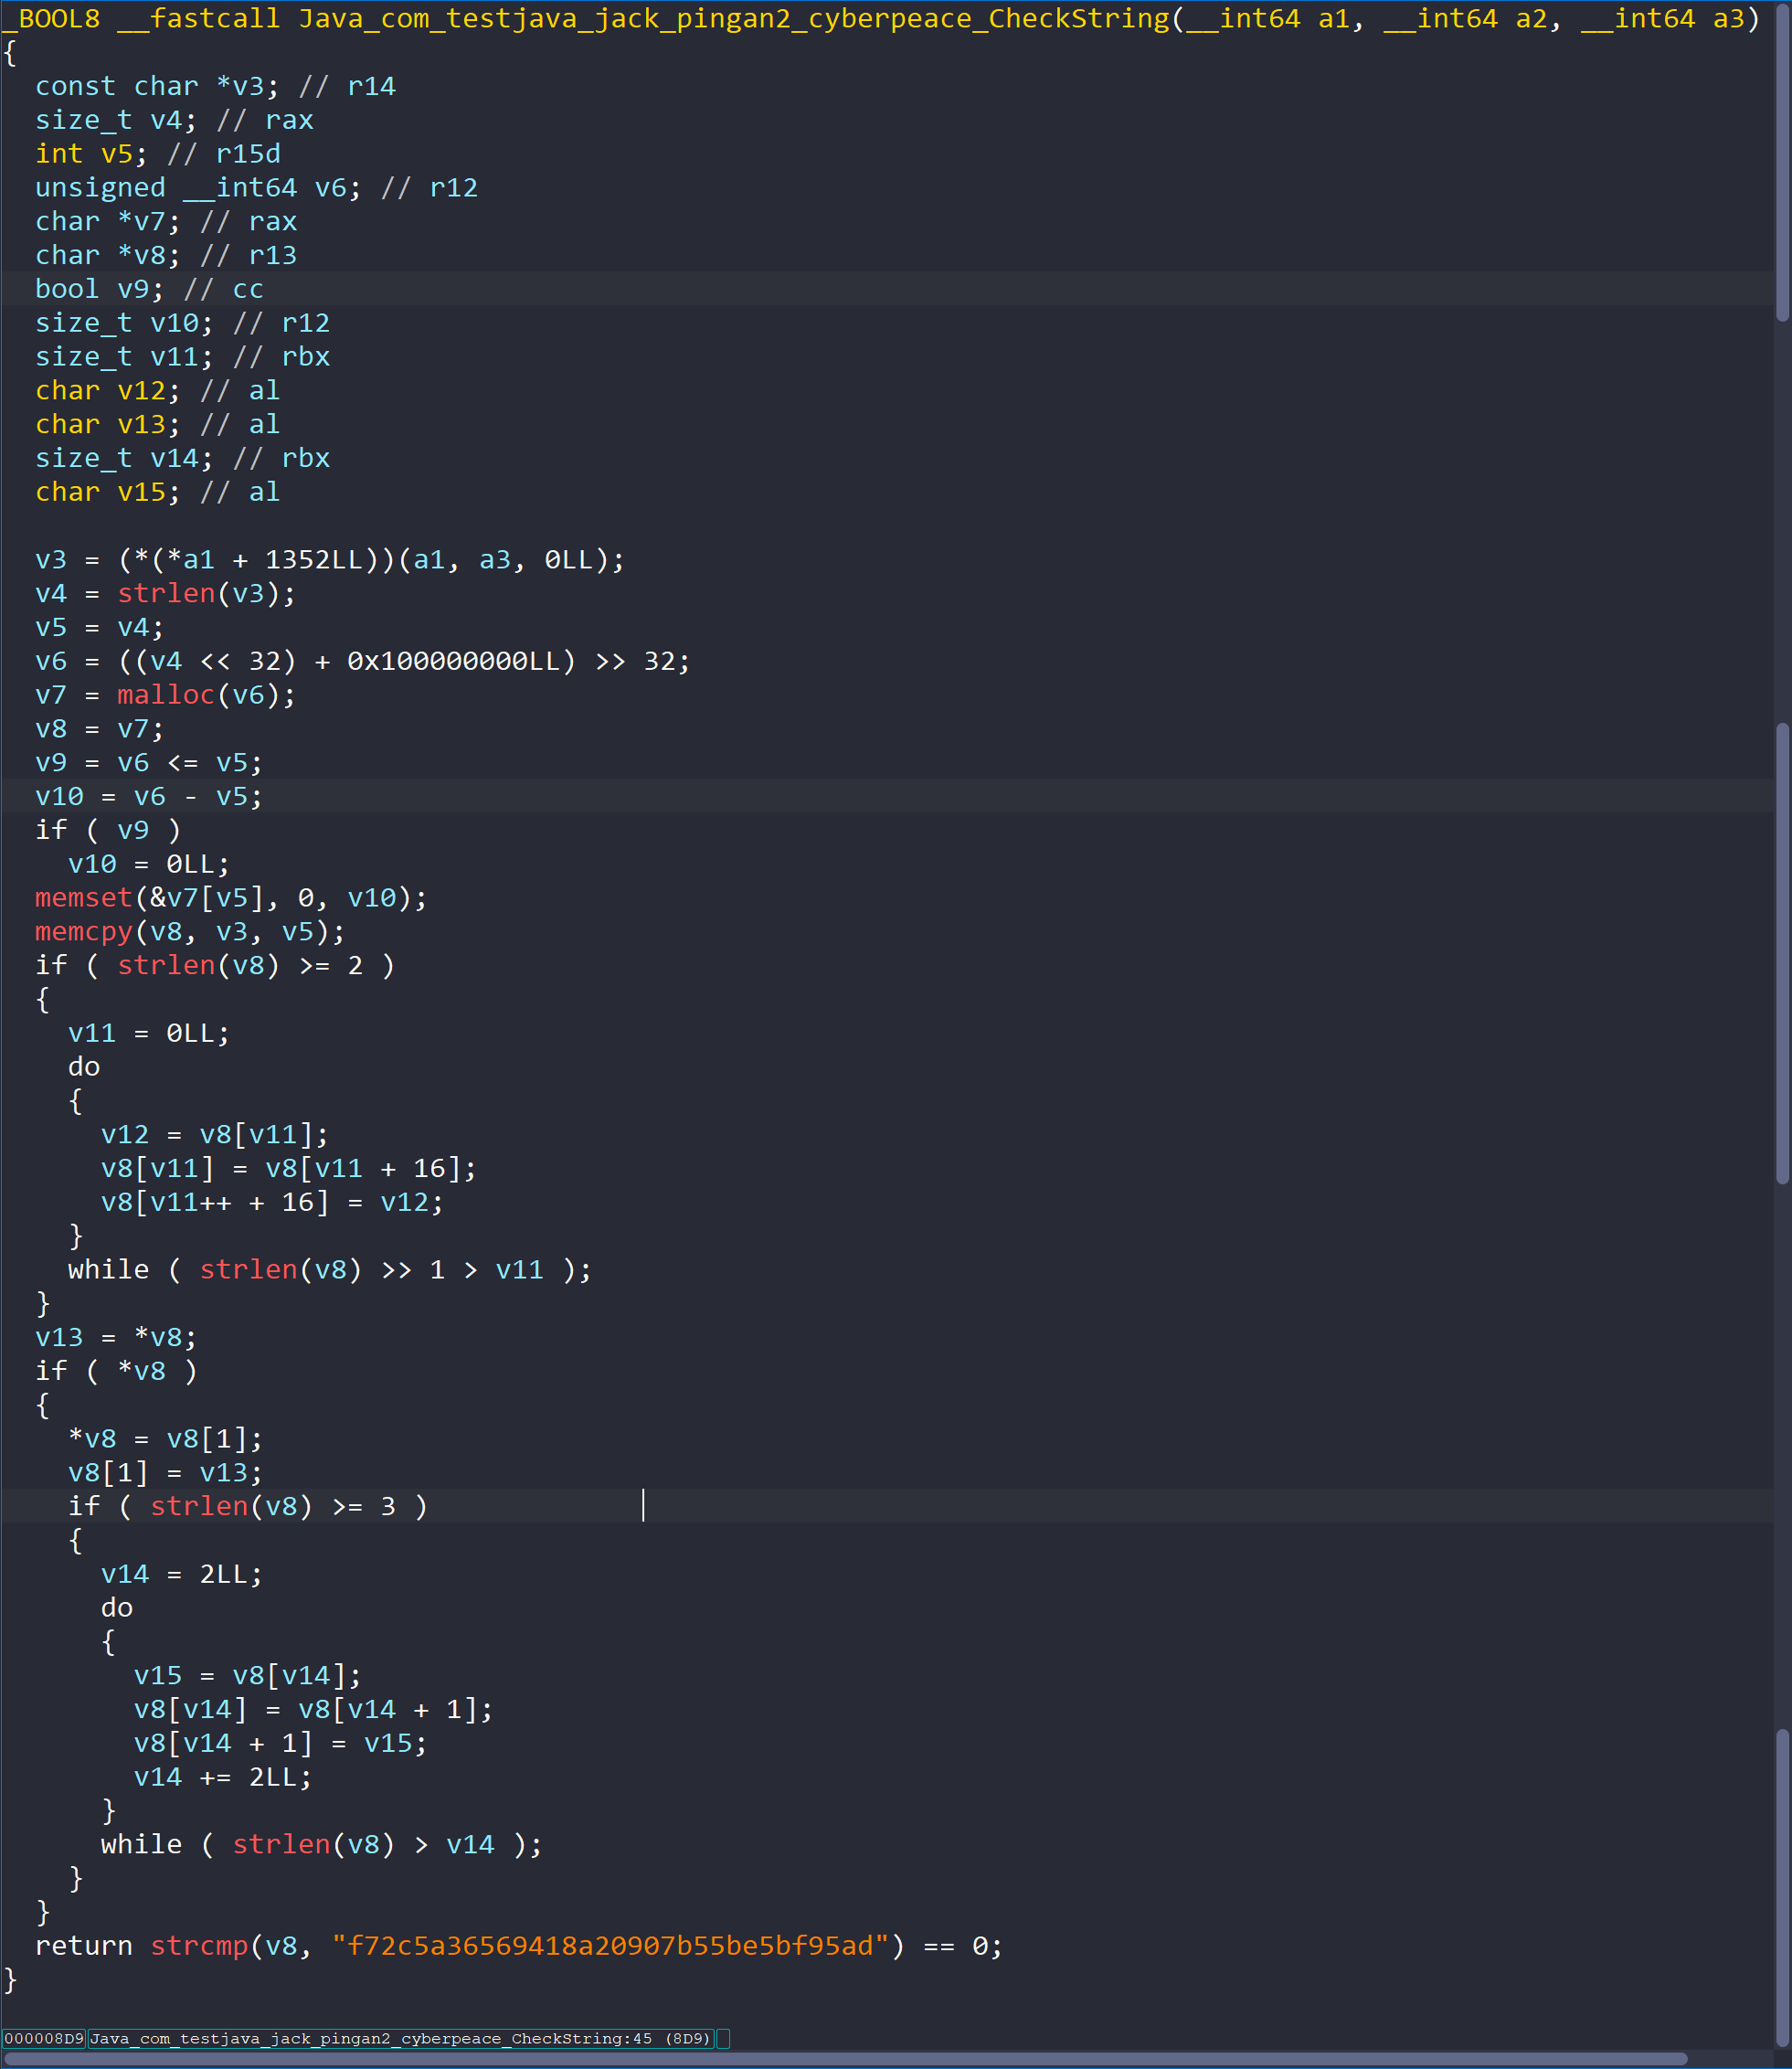 _BOOL8 __fastcall Java_com_testjava_jack_pingan2_cyberpeace_CheckString(__int64 a1, __int64 a2, __int64 a3)
{
  const char *v3; // r14
  size_t v4; // rax
  int v5; // r15d
  unsigned __int64 v6; // r12
  char *v7; // rax
  char *v8; // r13
  bool v9; // cc
  size_t v10; // r12
  size_t v11; // rbx
  char v12; // al
  char v13; // al
  size_t v14; // rbx
  char v15; // al

  v3 = (*(*a1 + 1352LL))(a1, a3, 0LL);
  v4 = strlen(v3);
  v5 = v4;
  v6 = ((v4 << 32) + 0x100000000LL) >> 32;
  v7 = malloc(v6);
  v8 = v7;
  v9 = v6 <= v5;
  v10 = v6 - v5;
  if ( v9 )
    v10 = 0LL;
  memset(&v7[v5], 0, v10);
  memcpy(v8, v3, v5);
  if ( strlen(v8) >= 2 )
  {
    v11 = 0LL;
    do
    {
      v12 = v8[v11];
      v8[v11] = v8[v11 + 16];
      v8[v11++ + 16] = v12;
    }
    while ( strlen(v8) >> 1 > v11 );
  }
  v13 = *v8;
  if ( *v8 )
  {
    *v8 = v8[1];
    v8[1] = v13;
    if ( strlen(v8) >= 3 )
    {
      v14 = 2LL;
      do
      {
        v15 = v8[v14];
        v8[v14] = v8[v14 + 1];
        v8[v14 + 1] = v15;
        v14 += 2LL;
      }
      while ( strlen(v8) > v14 );
    }
  }
  return strcmp(v8, "f72c5a36569418a20907b55be5bf95ad") == 0;
}
000008D9 Java_com_testjava_jack_pingan2_cyberpeace_CheckString:45 (8D9)